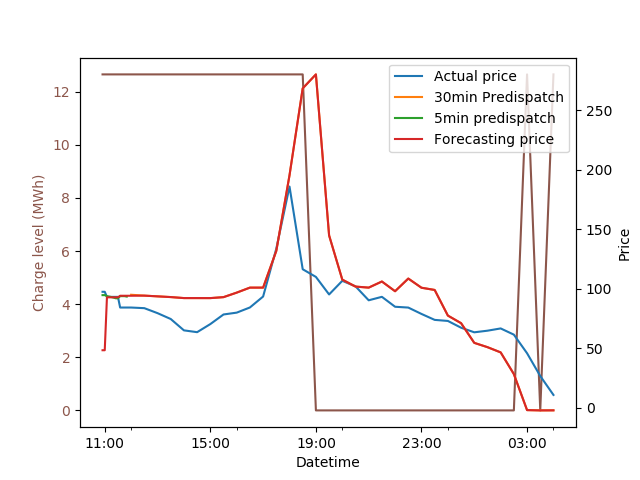 Actual price
30min Predispatch
5min predispatch
Forecasting price
12
10
8
6
4
2
0
Charge level (MWh)
250
200
150
100
50
0
Price
11:00 15:00 19:00 23:00 03:00
Datetime